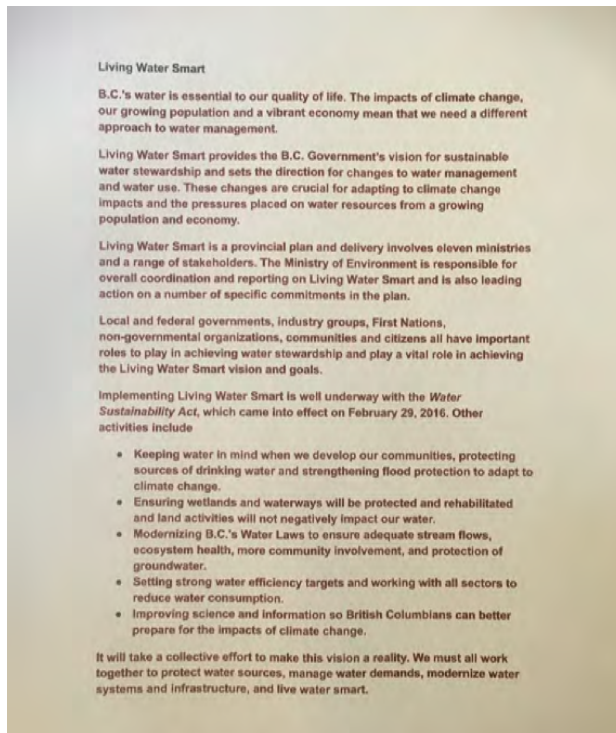 Living Water Smart
B.C.'s water is essential to our quality of life. The impacts of climate change,
our growing population and a vibrant economy mean that we need a different
approach to water management.
Living Water Smart provides the B.C. Government's vision for sustainable
water stewardship and sets the direction for changes to water management
and water use. These changes are crucial for adapting to climate change
impacts and the pressures placed on water resources from a growing
population and economy.
Living Water Smart is a provincial plan and delivery involves eleven ministries
and a range of stakeholders. The Ministry of Environment is responsible for
overall coordination and reporting on Living Water Smart and is also leading
action on a number of specific commitments in the plan.
Local and federal governments, industry groups, First Nations,
non-governmental organizations, communities and citizens all have important
roles to play in achieving water stewardship and play a vital role in achieving
the Living Water Smart vision and goals.
Implementing Living Water Smart is well underway with the Water
Sustainability Act, which came into effect on February 29, 2016. Other
activities include
• Keeping water in mind when we develop our communities, protecting
sources of drinking water and strengthening flood protection to adapt to
climate change.
• Ensuring wetlands and waterways will be protected and rehabilitated
and land activities will not negatively impact our water.
• Modernizing B.C.'s Water Laws to ensure adequate stream flows,
ecosystem health, more community involvement, and protection of
groundwater.
• Setting strong water efficiency targets and working with all sectors to
reduce water consumption.
• Improving science and information so British Columbians can better
prepare for the impacts of climate change.
It will take a collective effort to make this vision a reality. We must all work
together to protect water sources, manage water demands, modernize water
systems and infrastructure, and live water smart.